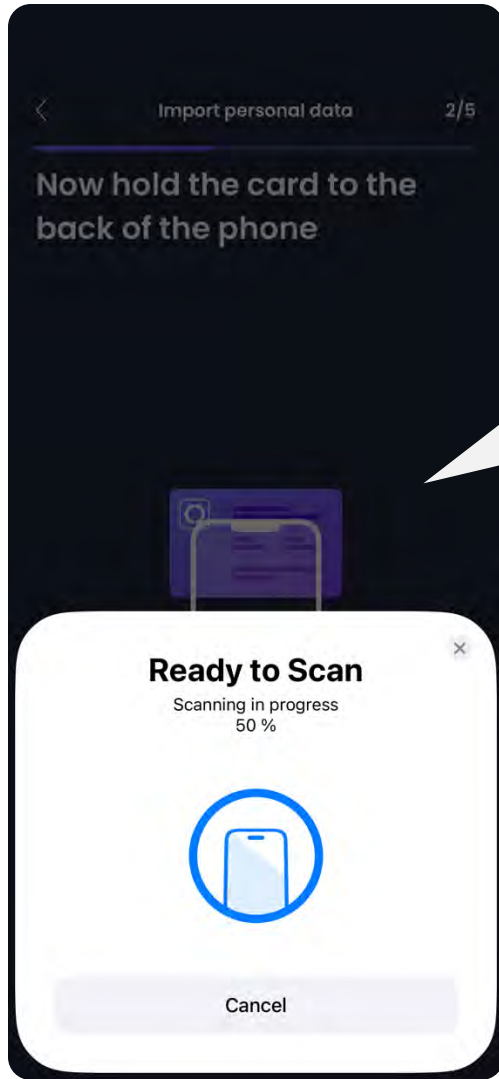 Import personal data 2/5
Now hold the card to the
back of the phone
Ready to Scan
Scanning in progress
50 %
Cancel